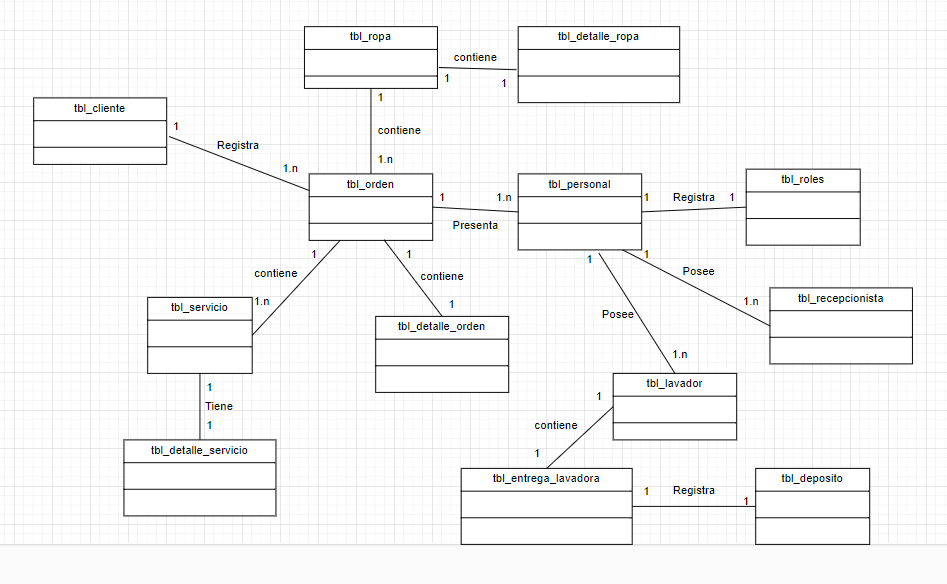 tbl_ropa
tbl_detalle_ropa
contiene
1
1
1
tbl_cliente
1
contiene
Registra
1.n
1.n
tbl_orden
tbl_personal
tbl_roles
1
1.n
1
Registra
1
Presenta
1
1
1
1
contiene
contiene
Posee
1.n
1
1.n
tbl_servicio
tbl_recepcionista
Posee
tbl_detalle_orden
1.n
1
Tiene
1
tbl_lavador
1
contiene
1
tbl_detalle_servicio
tbl_entrega_lavadora
1
Registra
1
tbl_deposito